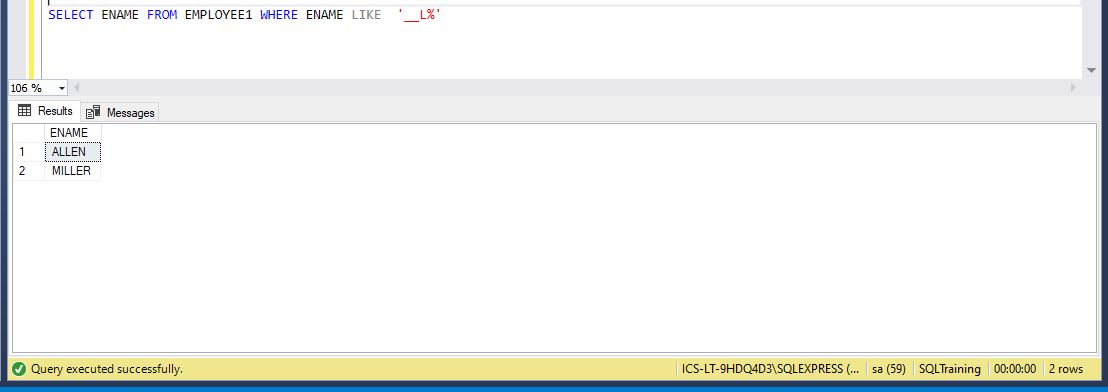 SELECT ENAME FROM EMPLOYEE1 WHERE ENAME LIKE  '__L%'
106 %
Results Messages
ENAME
1 ALLEN
2 MILLER
Query executed successfully. ICS-LT-9HDQ4D3\SQLEXPRESS (... sa (59) SQLTraining 00:00:00 2 rows